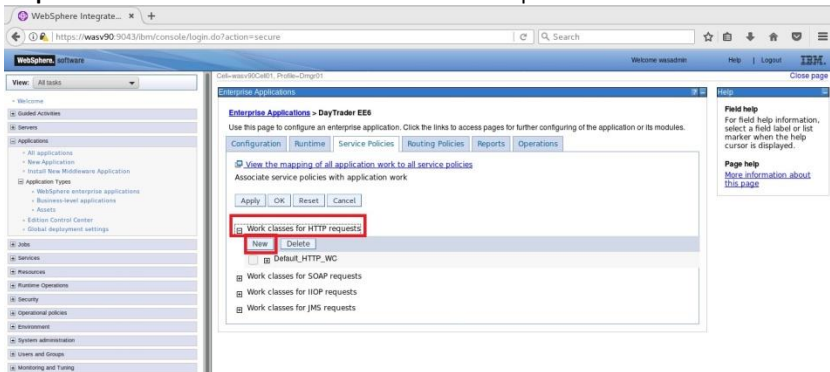 WebSphere Integrate... × +
https://wasv90:9043/ibm/console/login.do?action=secure
Search
WebSphere. software
Welcome wasadmin
Help | Logout
IBM.
Cell=wasv90Cell01, Profile=Dmgr01
Close page
View: All tasks
Welcome
Guided Activities
Servers
Applications
All applications
New Application
Install New Middleware Application
Application Types
WebSphere enterprise applications
Business-level applications
Assets
Edition Control Center
Global deployment settings
Jobs
Services
Resources
Runtime Operations
Security
Operational policies
Environment
System administration
Users and Groups
Monitoring and Tuning
Enterprise Applications
Enterprise Applications > DayTrader EE6
Use this page to configure an enterprise application. Click the links to access pages for further configuring of the application or its modules.
Configuration Runtime Service Policies Routing Policies Reports Operations
View the mapping of all application work to all service policies
Associate service policies with application work
Apply OK Reset Cancel
Work classes for HTTP requests
New Delete
Default_HTTP_WC
Work classes for SOAP requests
Work classes for IIOP requests
Work classes for JMS requests
Help
Field help
For field help information, select a field label or list marker when the help cursor is displayed.
Page help
More information about this page